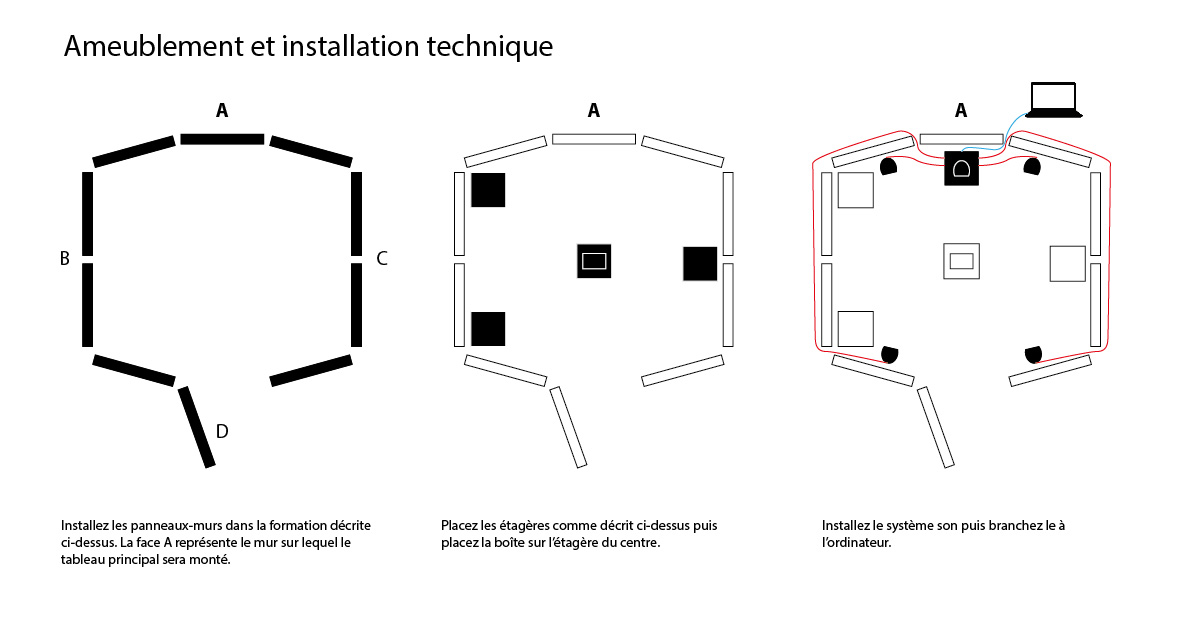 Ameublement et installation technique
A
B
C
D
Installez les panneaux-murs dans la formation décrite
ci-dessus. La face A représente le mur sur lequel le
tableau principal sera monté.
A
Placez les étagères comme décrit ci-dessus puis
placez la boîte sur l’étagère du centre.
A
Installez le système son puis branchez le à
l’ordinateur.